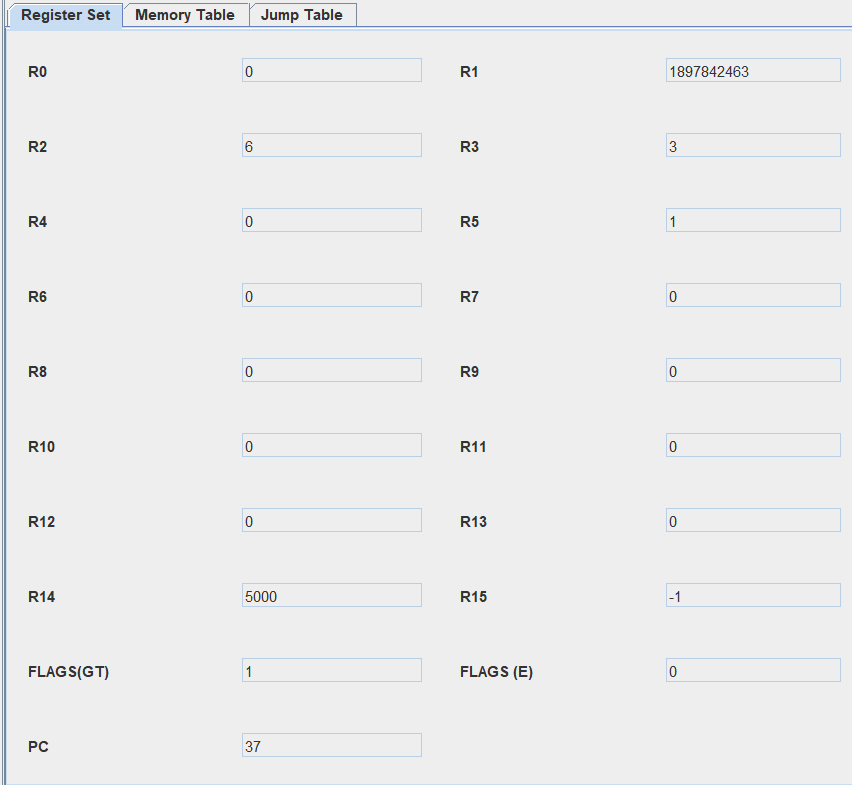 Register Set Memory Table Jump Table
R0 0 R1 1897842463
R2 6 R3 3
R4 0 R5 1
R6 0 R7 0
R8 0 R9 0
R10 0 R11 0
R12 0 R13 0
R14 5000 R15 -1
FLAGS(GT) 1 FLAGS (E) 0
PC 37